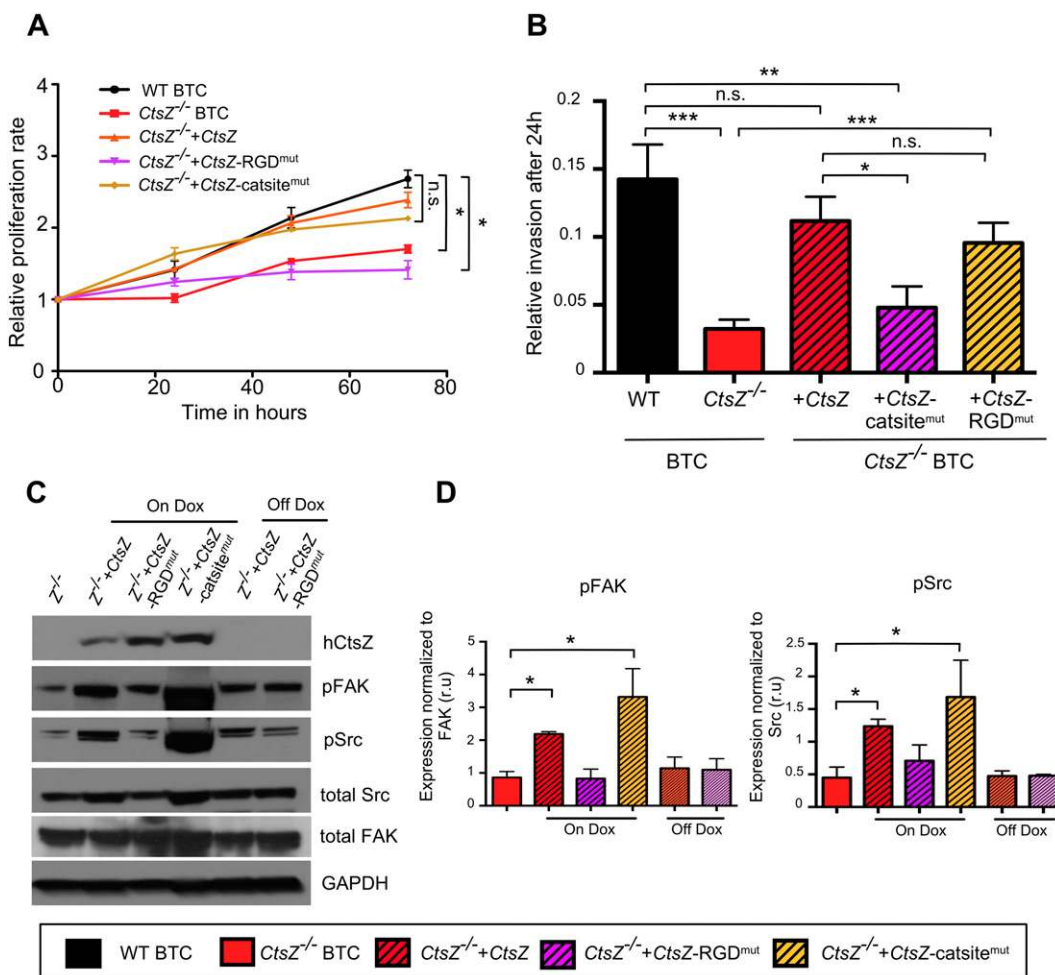 A
Relative proliferation rate
4
3
2
1
0
0 20 40 60 80
Time in hours
WT BTC
CtsZ-/- BTC
CtsZ-/-+CtsZ
CtsZ-/-+CtsZ-RGDmut
CtsZ-/-+CtsZ-catsitemut
n.s.
*
*
B
Relative invasion after 24h
0.2
0.15
0.1
0.05
0
**
n.s.
***
***
n.s.
*
WT CtsZ-/- +CtsZ +CtsZ- +CtsZ-
catsitemut RGDmut
BTC CtsZ-/- BTC
C
On Dox Off Dox
Z-/-
Z-/-+CtsZ
Z-/-+CtsZ
-RGDmut
Z-/-+CtsZ
-catsitemut
Z-/-+CtsZ
Z-/-+CtsZ
-RGDmut
hCtsZ
pFAK
pSrc
total Src
total FAK
GAPDH
D
pFAK
Expression normalized to
FAK (r.u)
5
4
3
2
1
0
*
*
On Dox Off Dox
pSrc
Expression normalized to
Src (r.u)
2.5
2
1.5
1
0.5
0
*
*
On Dox Off Dox
WT BTC CtsZ-/- BTC CtsZ-/-+CtsZ CtsZ-/-+CtsZ-RGDmut CtsZ-/-+CtsZ-catsitemut